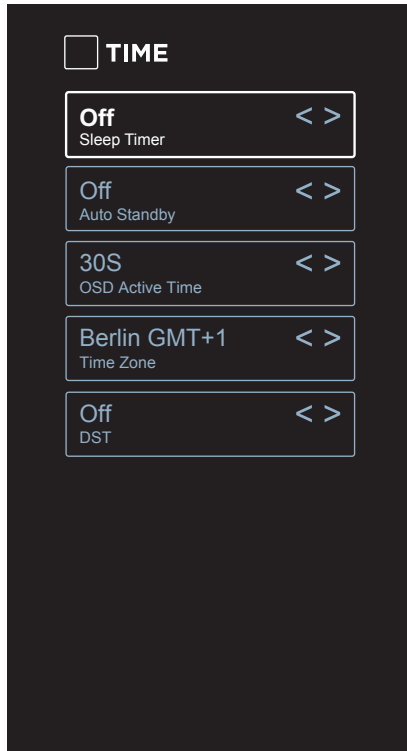 TIME
Off < >
Sleep Timer
Off < >
Auto Standby
30S < >
OSD Active Time
Berlin GMT+1 < >
Time Zone
Off < >
DST